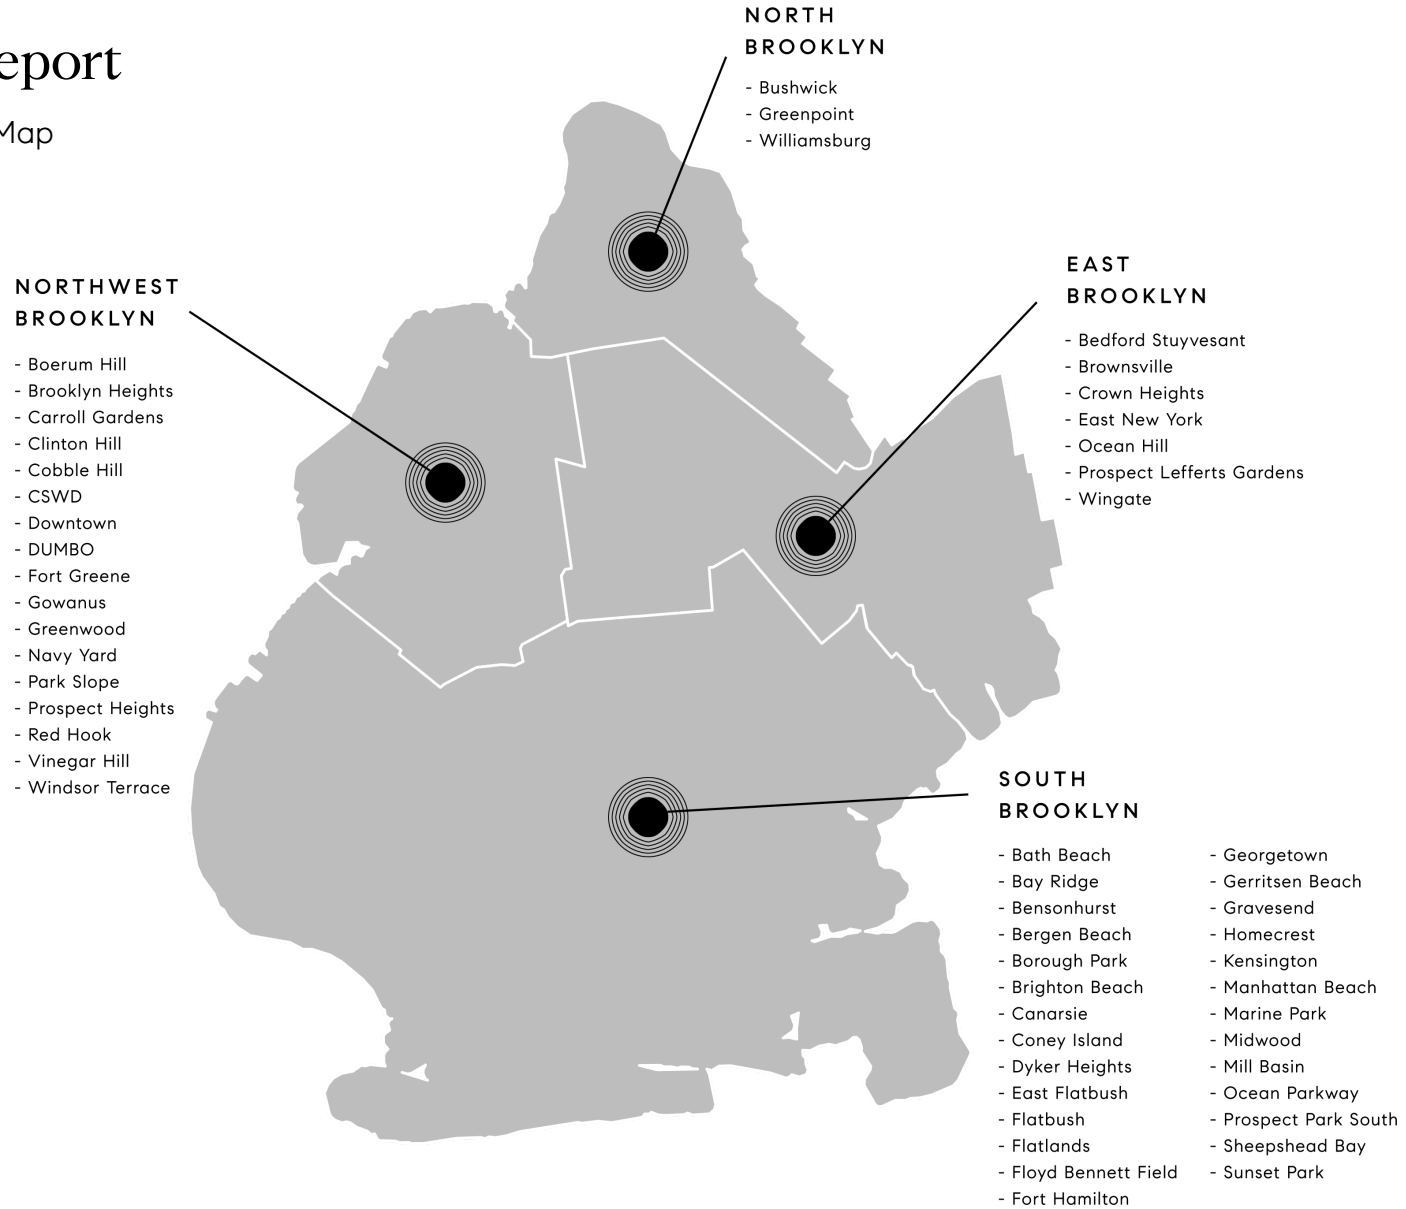 eport
Map
NORTH
BROOKLYN
- Bushwick
- Greenpoint
- Williamsburg
NORTHWEST
BROOKLYN
- Boerum Hill
- Brooklyn Heights
- Carroll Gardens
- Clinton Hill
- Cobble Hill
- CSWD
- Downtown
- DUMBO
- Fort Greene
- Gowanus
- Greenwood
- Navy Yard
- Park Slope
- Prospect Heights
- Red Hook
- Vinegar Hill
- Windsor Terrace
EAST
BROOKLYN
- Bedford Stuyvesant
- Brownsville
- Crown Heights
- East New York
- Ocean Hill
- Prospect Lefferts Gardens
- Wingate
SOUTH
BROOKLYN
- Bath Beach
- Bay Ridge
- Bensonhurst
- Bergen Beach
- Borough Park
- Brighton Beach
- Canarsie
- Coney Island
- Dyker Heights
- East Flatbush
- Flatbush
- Flatlands
- Floyd Bennett Field
- Fort Hamilton
- Georgetown
- Gerritsen Beach
- Gravesend
- Homecrest
- Kensington
- Manhattan Beach
- Marine Park
- Midwood
- Mill Basin
- Ocean Parkway
- Prospect Park South
- Sheepshead Bay
- Sunset Park